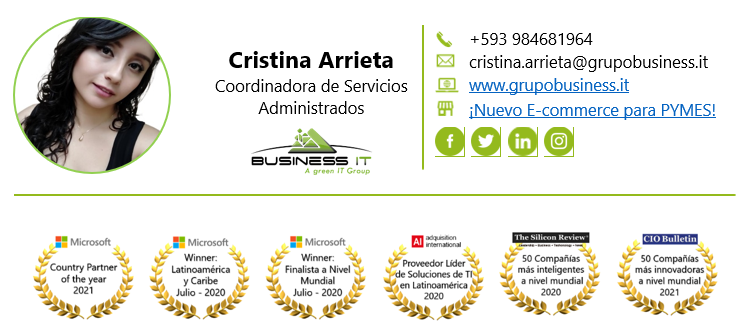 Cristina Arrieta
Coordinadora de Servicios
Administrados
BUSINESS IT
A green IT Group
+593 984681964
cristina.arrieta@grupobusiness.it
www.grupobusiness.it
¡Nuevo E-commerce para PYMES!
Microsoft
Country Partner
of the year
2021
Microsoft
Winner:
Latinoamérica
y Caribe
Julio - 2020
Microsoft
Winner:
Finalista a Nivel
Mundial
Julio - 2020
AI adquisition
international
Proveedor Líder
de Soluciones de TI
en Latinoamérica
2020
The Silicon Review
50 Compañías
más inteligentes
a nivel mundial
2020
CIO Bulletin
50 Compañías
más innovadoras
a nivel mundial
2021